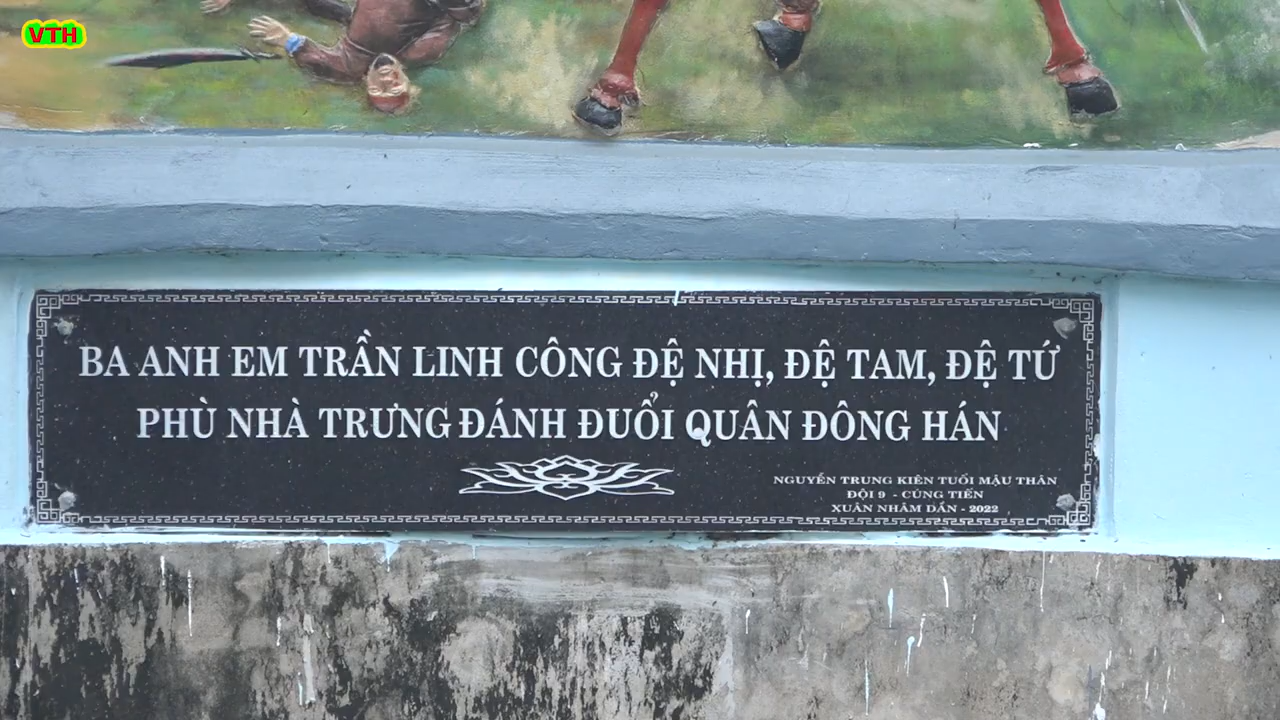 VTH
BA ANH EM TRẦN LINH CÔNG ĐỆ NHỊ, ĐỆ TAM, ĐỆ TỨ
PHÙ NHÀ TRƯNG ĐÁNH ĐUỔI QUÂN ĐÔNG HÁN
NGUYỄN TRUNG KIÊN TUỔI MẬU THÂN
ĐỘI 9 - CUNG TIẾN
XUÂN NHÂM DẦN - 2022